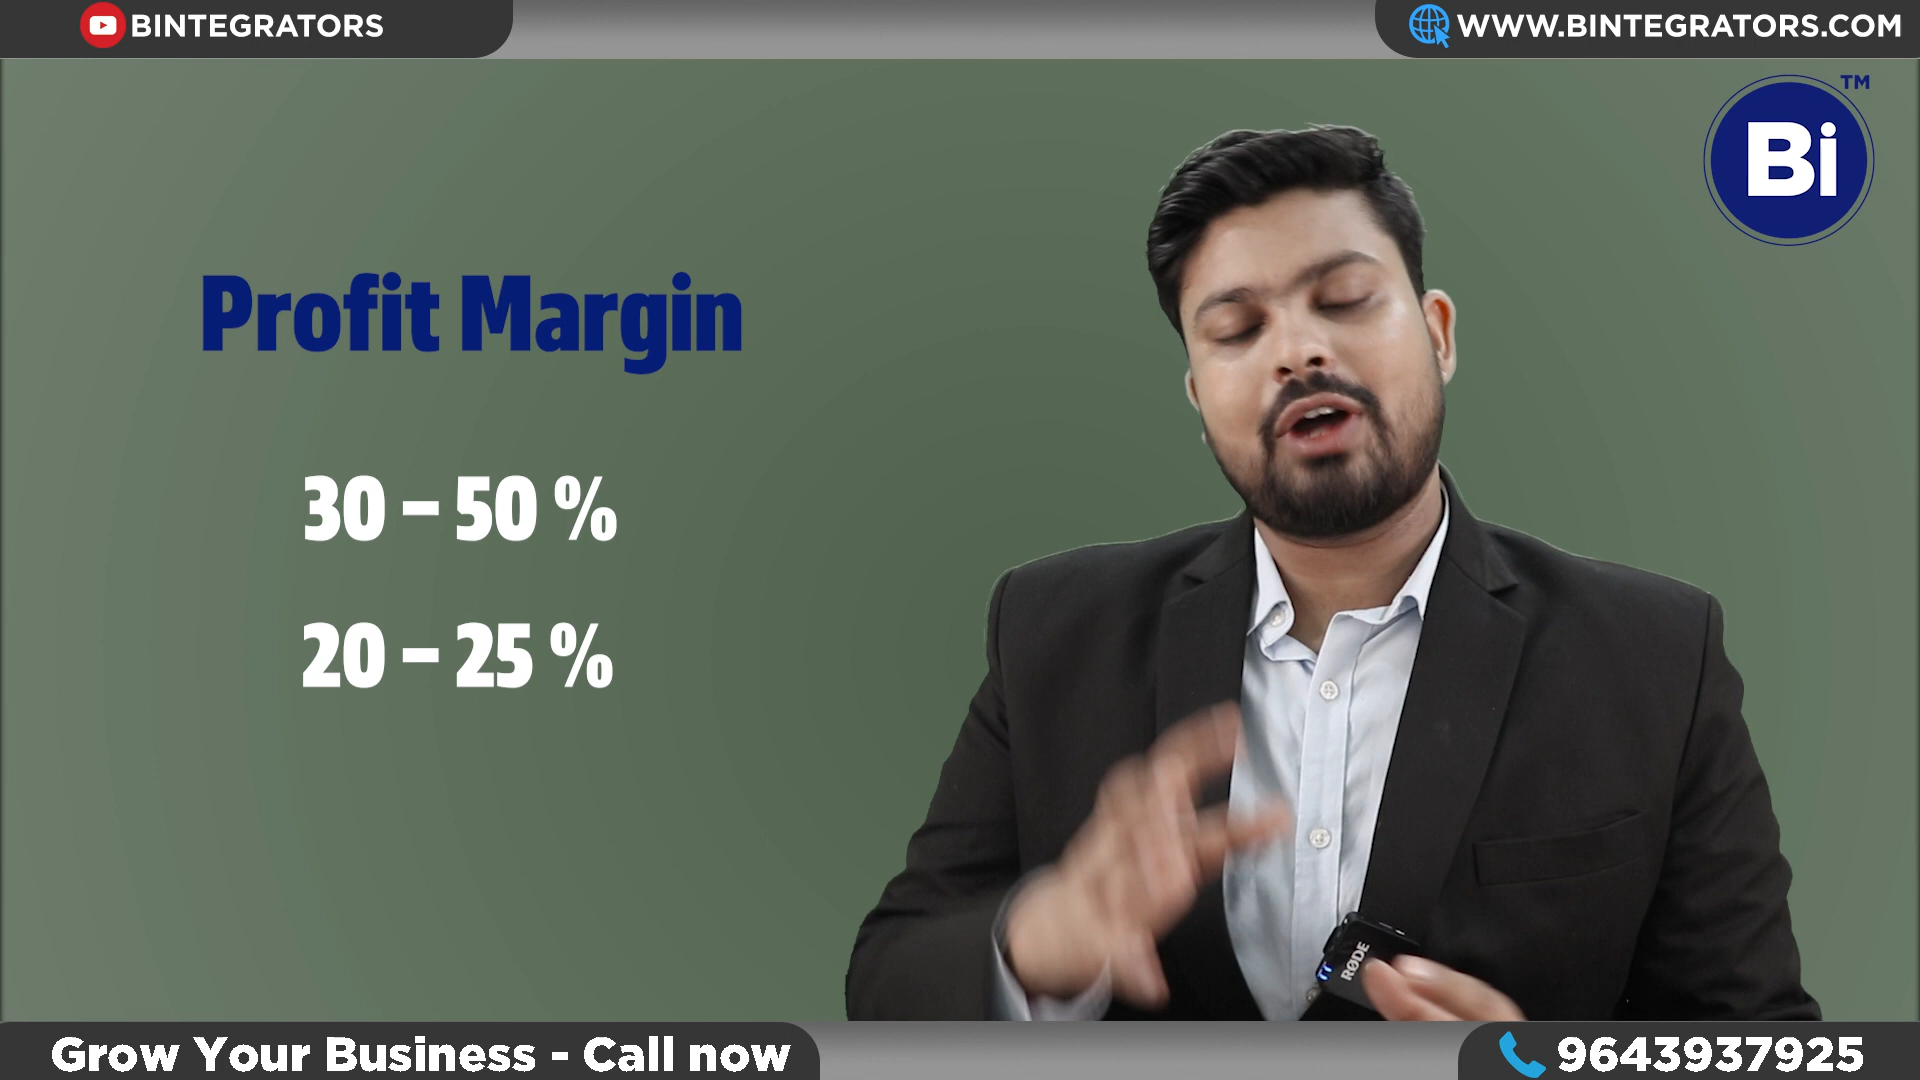 BINTEGRATORS
WWW.BINTEGRATORS.COM
TM
Bi
Profit Margin
30 – 50 %
20 – 25 %
RØDE
Grow Your Business - Call now
9643937925